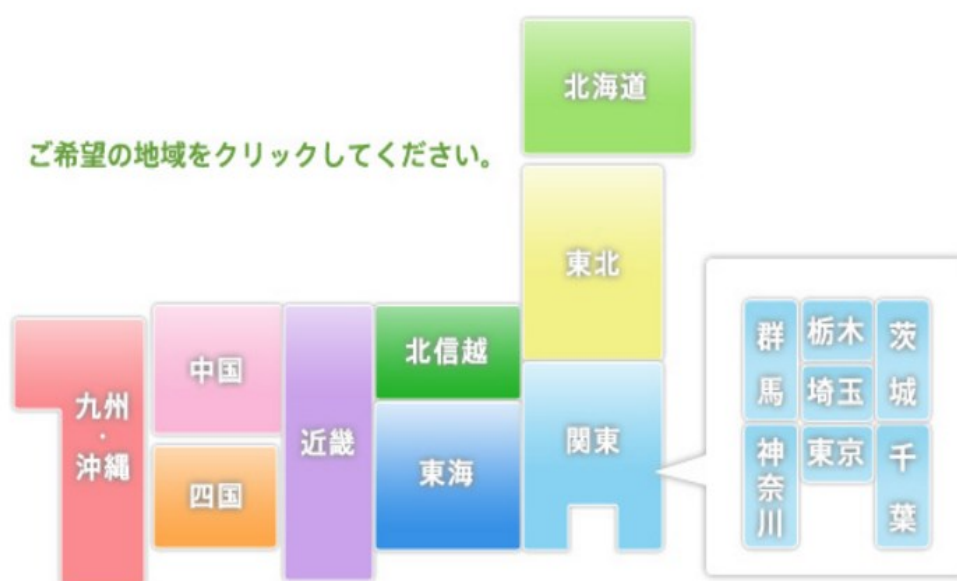 北海道
ご希望の地域をクリックしてください。
東北
北信越
中国
九州・沖縄
近畿
関東
東海
四国
群馬
栃木
茨城
埼玉
神奈川
東京
千葉